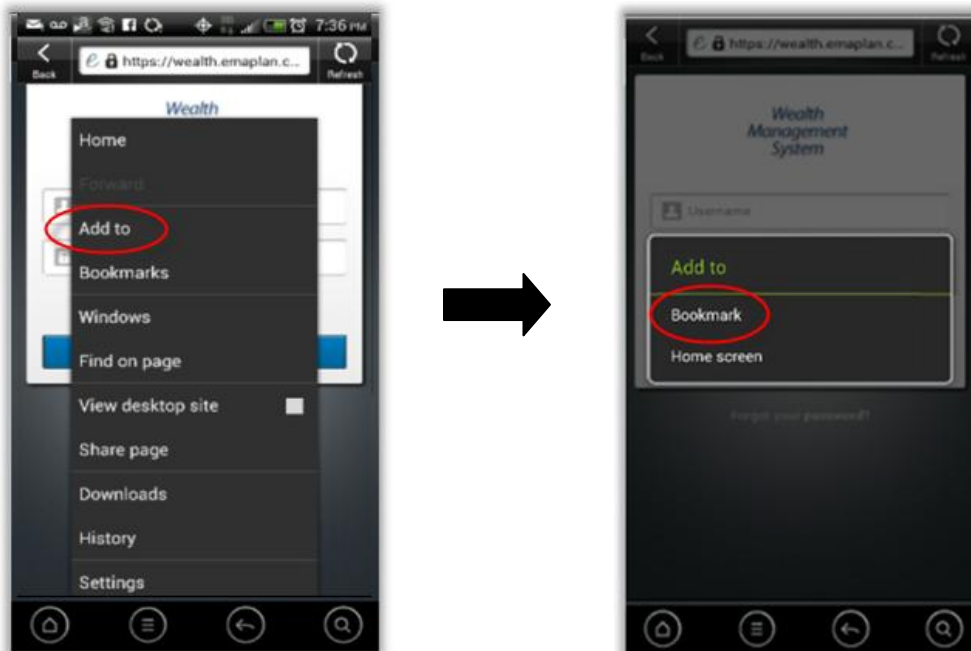 7:36 PM
Back
https://wealth.emaplan.c...
Refresh
Wealth
Home
Forward
Add to
Bookmarks
Windows
Find on page
View desktop site
Share page
Downloads
History
Settings
Back
https://wealth.emaplan.c...
Refresh
Wealth
Management
System
Username
Add to
Bookmark
Home screen
Forgot your password?